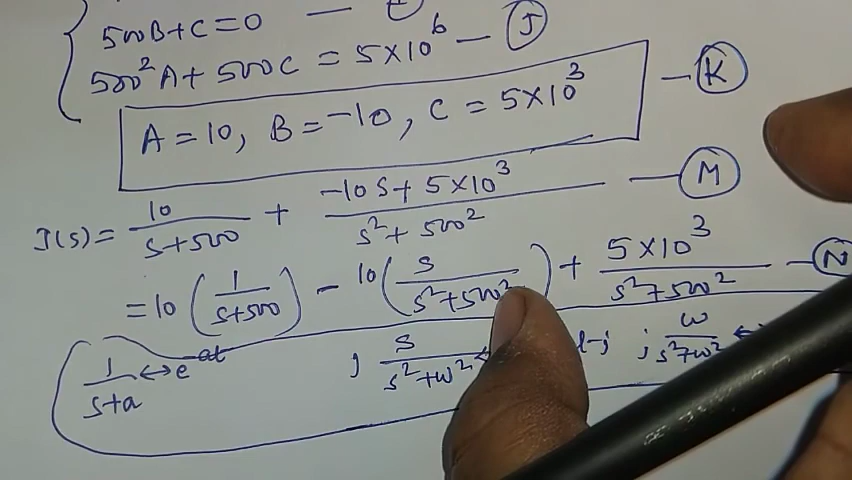 500B+C=0 —
500²A+500C = 5×10⁶ — J
A=10, B=-10, C=5×10³ — K
I(s)= 10/(s+500) + (-10s+5×10³)/(s²+500²) — M
=10(1/(s+500)) - 10(s/(s²+500²)) + 5×10³/(s²+500²) — N
1/(s+a) ↔ e^-at ; s/(s²+ω²) ; ω/(s²+ω²) ↔